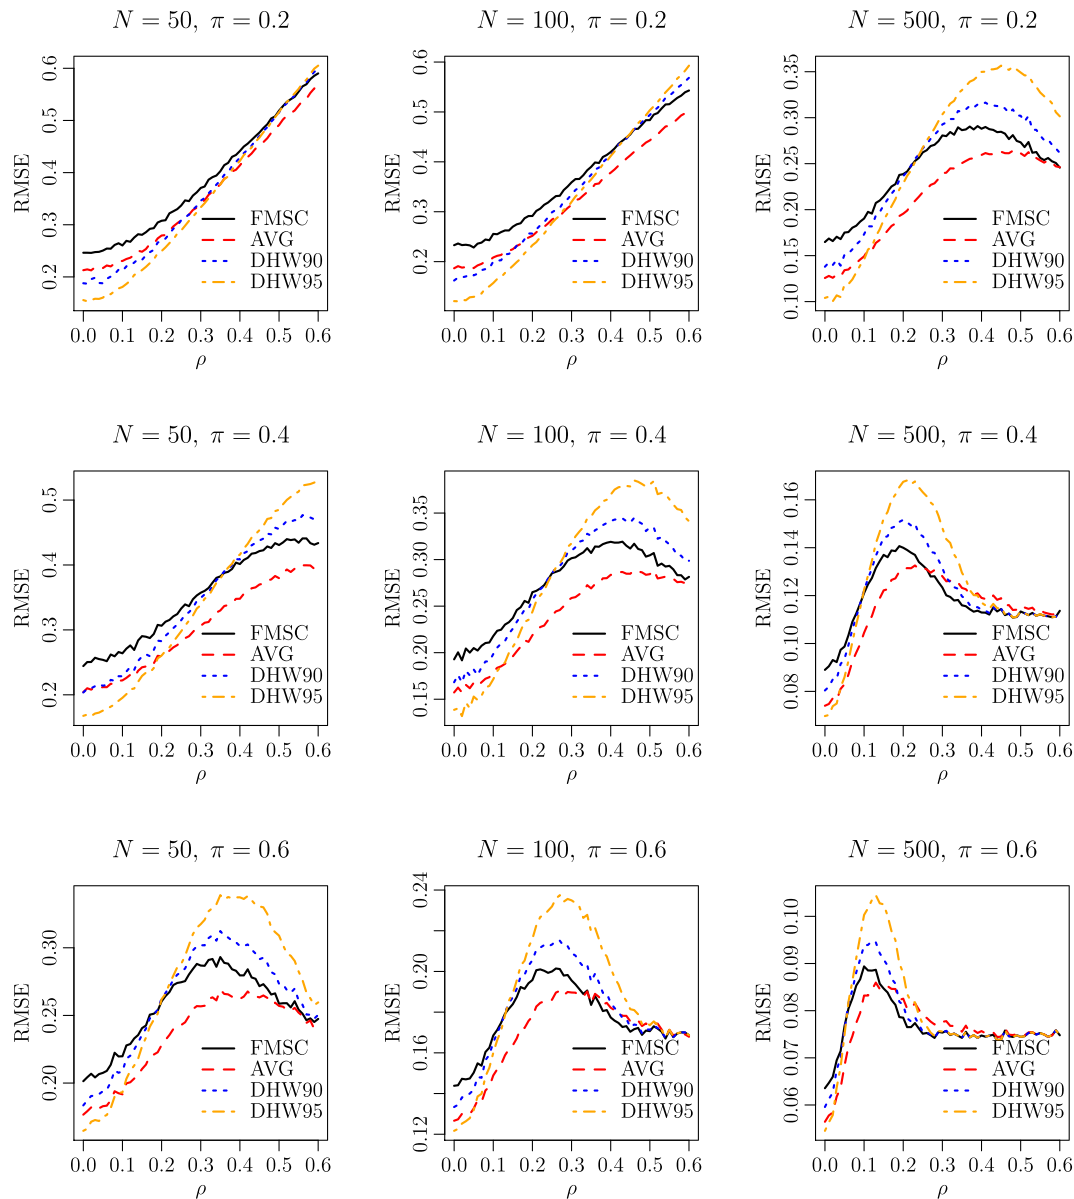 N = 50, π = 0.2
RMSE
0.2 0.3 0.4 0.5 0.6
FMSC
AVG
DHW90
DHW95
0.0 0.1 0.2 0.3 0.4 0.5 0.6
ρ
N = 100, π = 0.2
RMSE
0.2 0.3 0.4 0.5 0.6
FMSC
AVG
DHW90
DHW95
0.0 0.1 0.2 0.3 0.4 0.5 0.6
ρ
N = 500, π = 0.2
RMSE
0.10 0.15 0.20 0.25 0.30 0.35
FMSC
AVG
DHW90
DHW95
0.0 0.1 0.2 0.3 0.4 0.5 0.6
ρ
N = 50, π = 0.4
RMSE
0.2 0.3 0.4 0.5
FMSC
AVG
DHW90
DHW95
0.0 0.1 0.2 0.3 0.4 0.5 0.6
ρ
N = 100, π = 0.4
RMSE
0.15 0.20 0.25 0.30 0.35
FMSC
AVG
DHW90
DHW95
0.0 0.1 0.2 0.3 0.4 0.5 0.6
ρ
N = 500, π = 0.4
RMSE
0.08 0.10 0.12 0.14 0.16
FMSC
AVG
DHW90
DHW95
0.0 0.1 0.2 0.3 0.4 0.5 0.6
ρ
N = 50, π = 0.6
RMSE
0.20 0.25 0.30
FMSC
AVG
DHW90
DHW95
0.0 0.1 0.2 0.3 0.4 0.5 0.6
ρ
N = 100, π = 0.6
RMSE
0.12 0.16 0.20 0.24
FMSC
AVG
DHW90
DHW95
0.0 0.1 0.2 0.3 0.4 0.5 0.6
ρ
N = 500, π = 0.6
RMSE
0.06 0.07 0.08 0.09 0.10
FMSC
AVG
DHW90
DHW95
0.0 0.1 0.2 0.3 0.4 0.5 0.6
ρ